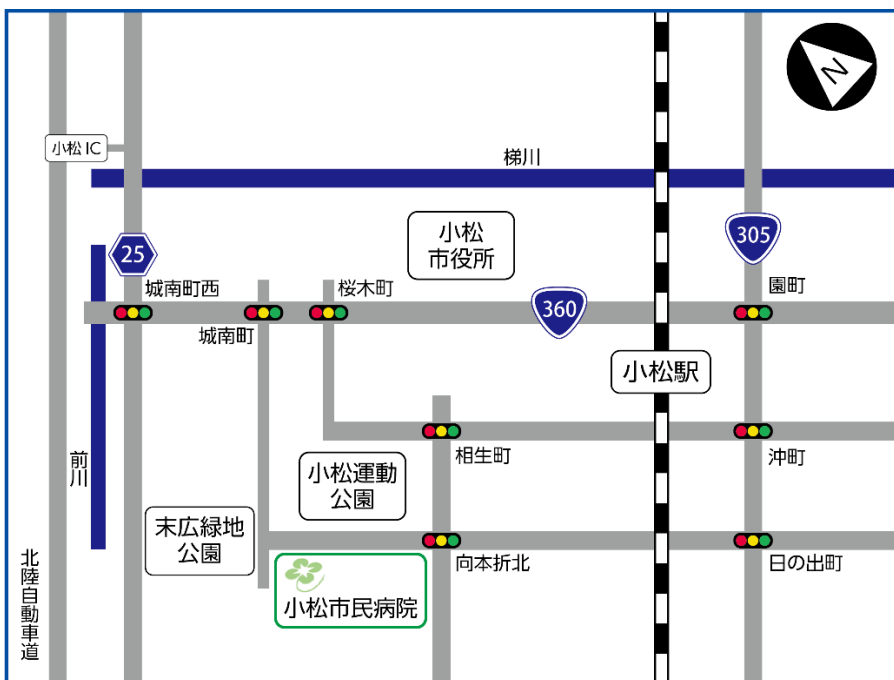 N
小松 IC
梯川
小松
市役所
305
25
城南町西
桜木町
園町
360
城南町
小松駅
前川
相生町
沖町
小松運動
公園
末広緑地
公園
向本折北
日の出町
北陸自動車道
小松市民病院